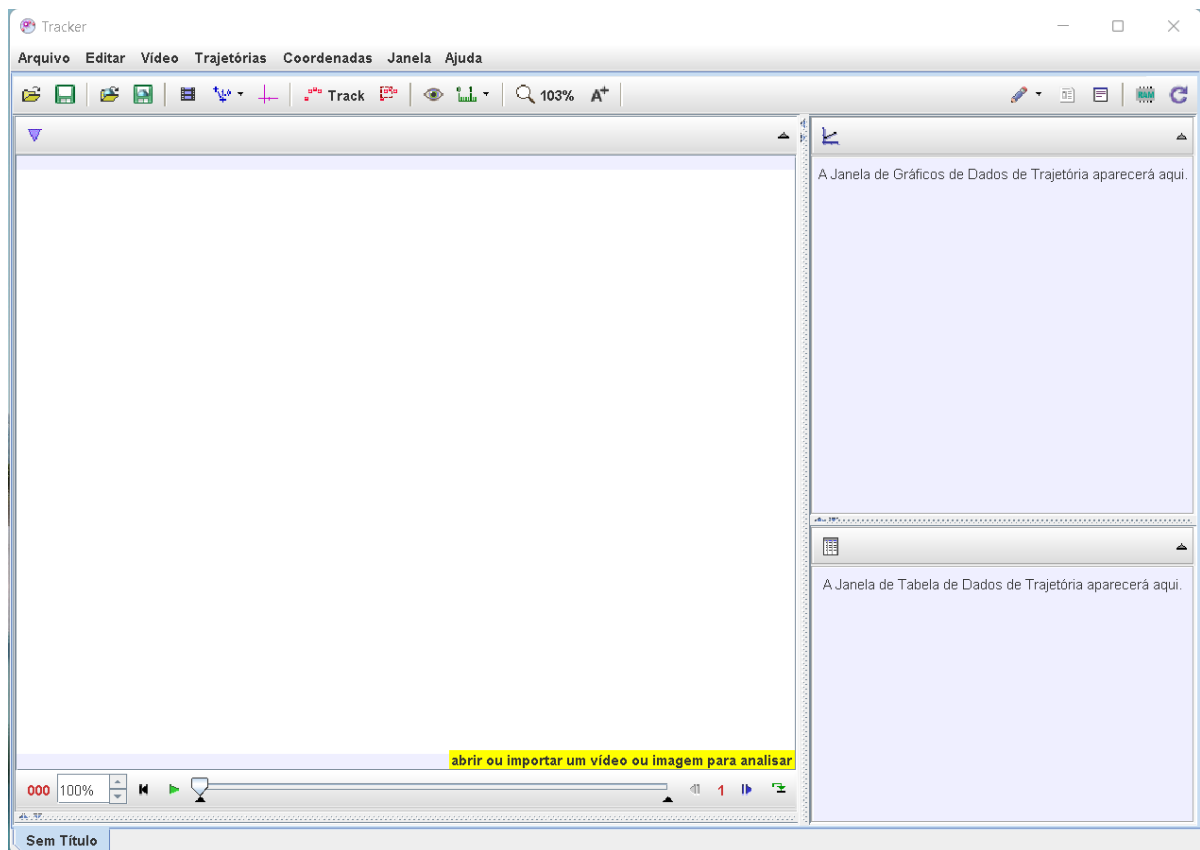 Tracker
Arquivo Editar Vídeo Trajetórias Coordenadas Janela Ajuda
Track 103% A+ RAM
A Janela de Gráficos de Dados de Trajetória aparecerá aqui.
A Janela de Tabela de Dados de Trajetória aparecerá aqui.
abrir ou importar um vídeo ou imagem para analisar
000 100% 1
Sem Título